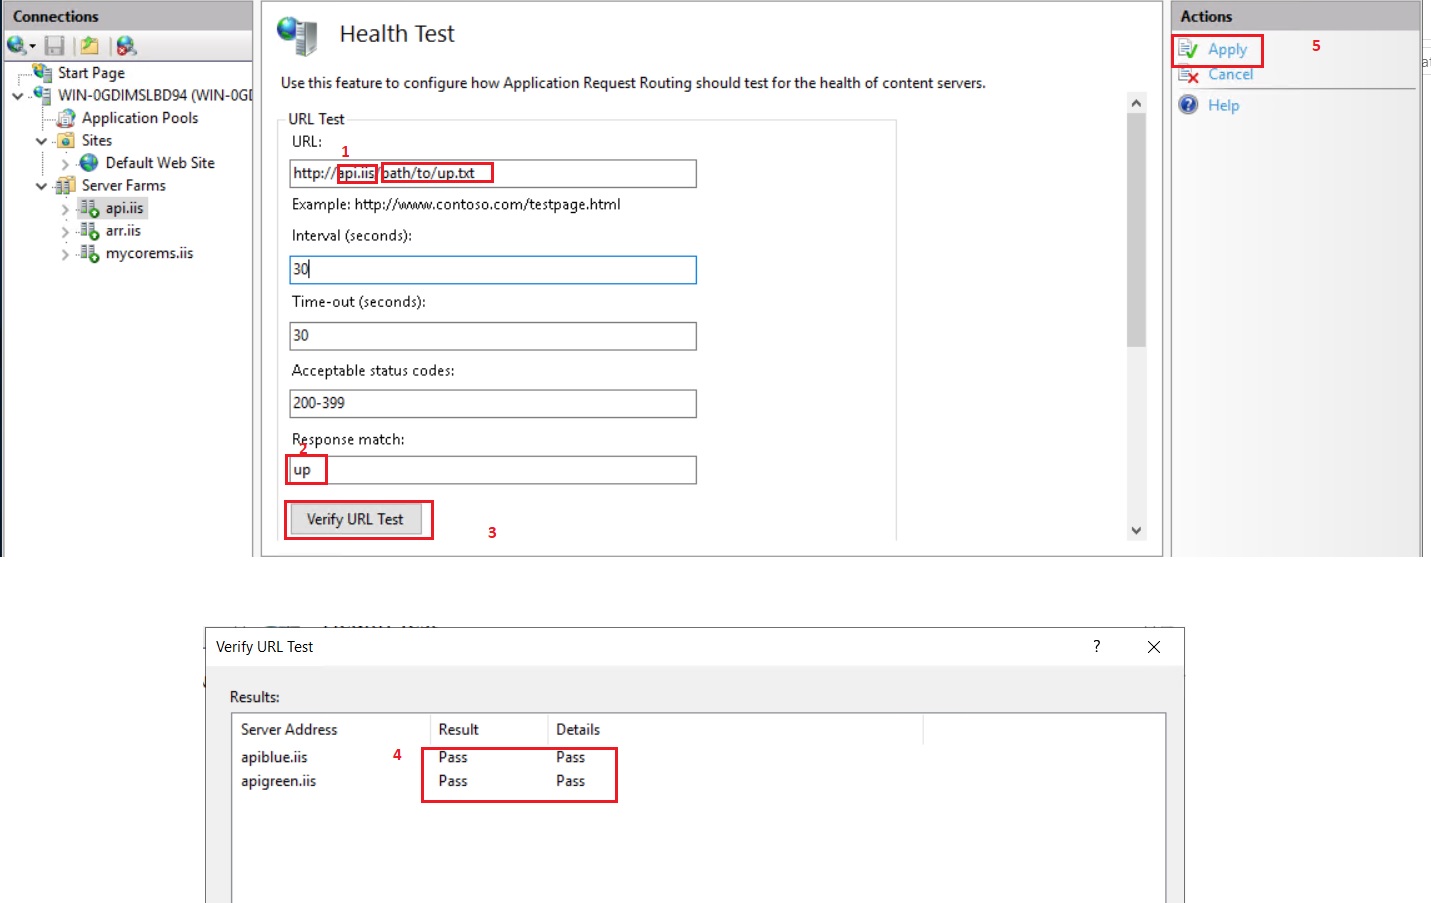 Connections
Start Page
WIN-0GDIMSLBD94 (WIN-0GI
Application Pools
Sites
Default Web Site
Server Farms
api.iis
arr.iis
mycorems.iis
Health Test
Use this feature to configure how Application Request Routing should test for the health of content servers.
URL Test
URL:
1
http://api.iis/path/to/up.txt
Example: http://www.contoso.com/testpage.html
Interval (seconds):
30
Time-out (seconds):
30
Acceptable status codes:
200-399
Response match:
2
up
Verify URL Test
3
Actions
Apply
5
Cancel
Help
Verify URL Test
?
Results:
Server Address Result Details
apiblue.iis Pass Pass
4
apigreen.iis Pass Pass